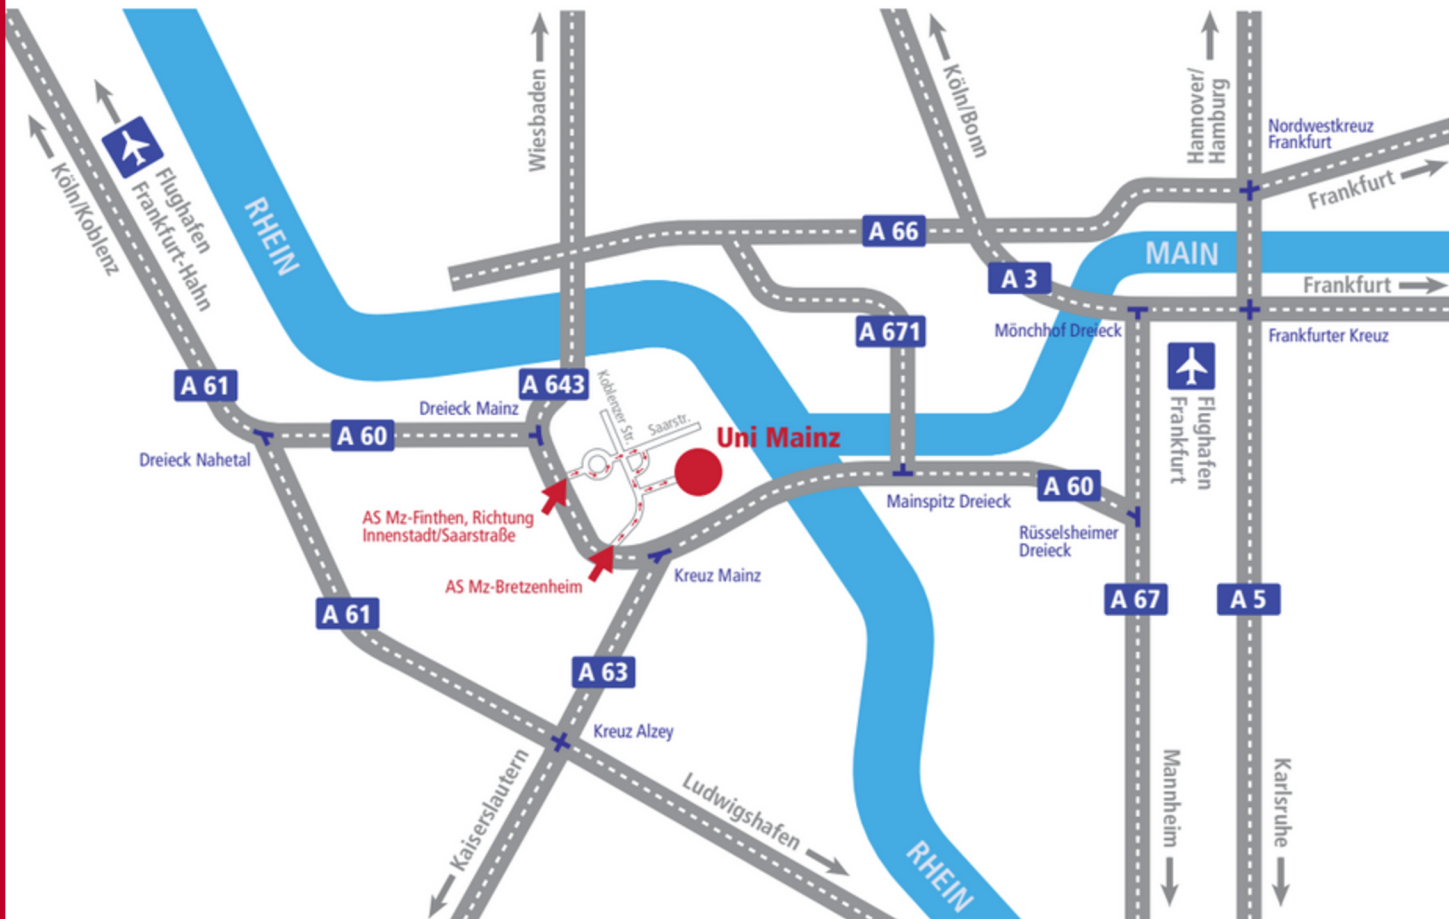 Wiesbaden
Köln/Bonn
Hannover/
Hamburg
Nordwestkreuz
Frankfurt
Frankfurt
Köln/Koblenz
Flughafen
Frankfurt-Hahn
RHEIN
A 66
MAIN
A 3
Frankfurt
Mönchhof Dreieck
Frankfurter Kreuz
A 671
A 61
A 643
Dreieck Mainz
Koblenzer Str.
Saarstr.
Uni Mainz
Flughafen
Frankfurt
A 60
Dreieck Nahetal
AS Mz-Finthen, Richtung
Innenstadt/Saarstraße
Mainspitz Dreieck
A 60
Rüsselsheimer
Dreieck
AS Mz-Bretzenheim
Kreuz Mainz
A 61
A 67
A 5
A 63
Kreuz Alzey
Kaiserslautern
Ludwigshafen
RHEIN
Mannheim
Karlsruhe